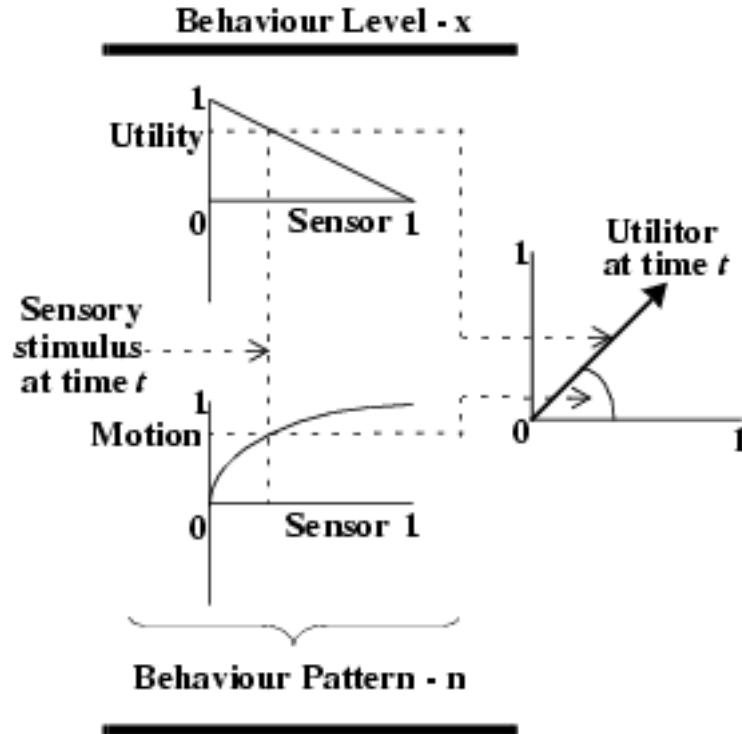 Behaviour Level - x
1
Utility
0
Sensor 1
Sensory
stimulus
at time t
1
Motion
0
Sensor 1
Utilitor
at time t
1
0
1
Behaviour Pattern - n